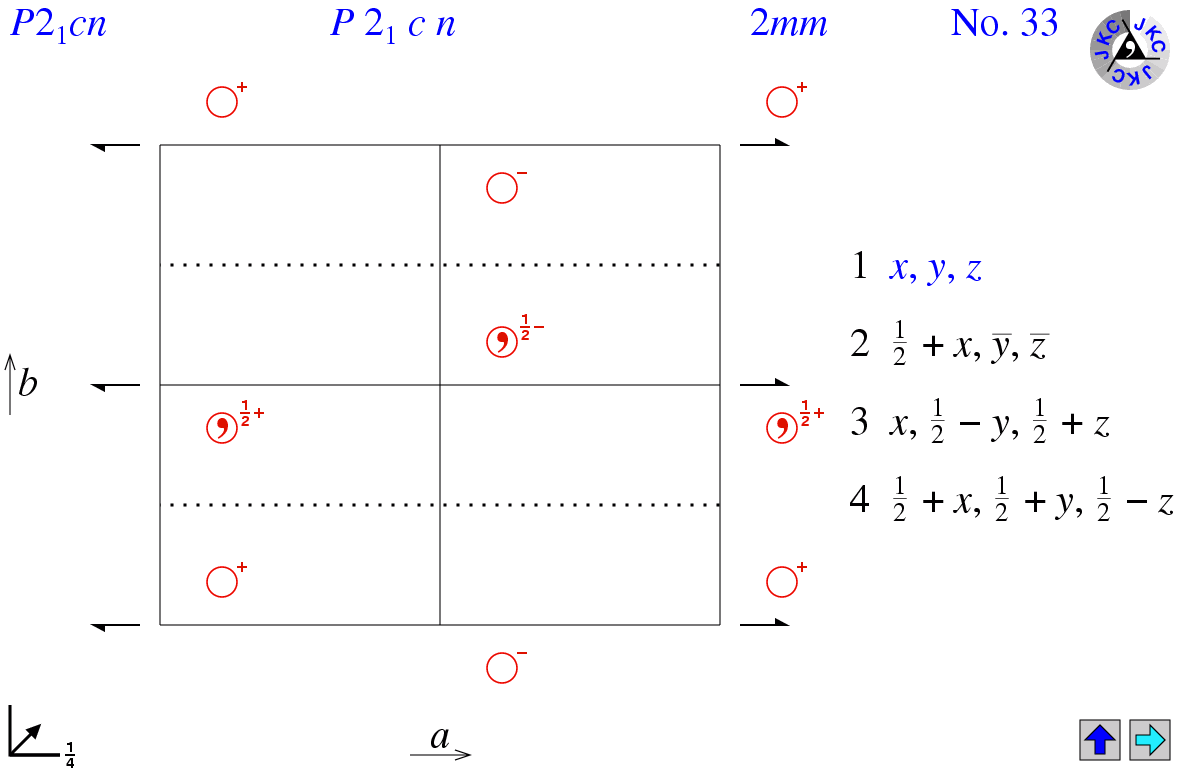 P2₁cn P 2₁ c n 2mm No. 33
JKC JKC JKC
+ +
−
1/2 −
1 x, y, z
2 1/2 + x, y̅, z̅
b
1/2 + 1/2 +
3 x, 1/2 − y, 1/2 + z
4 1/2 + x, 1/2 + y, 1/2 − z
+ +
−
a
1/4